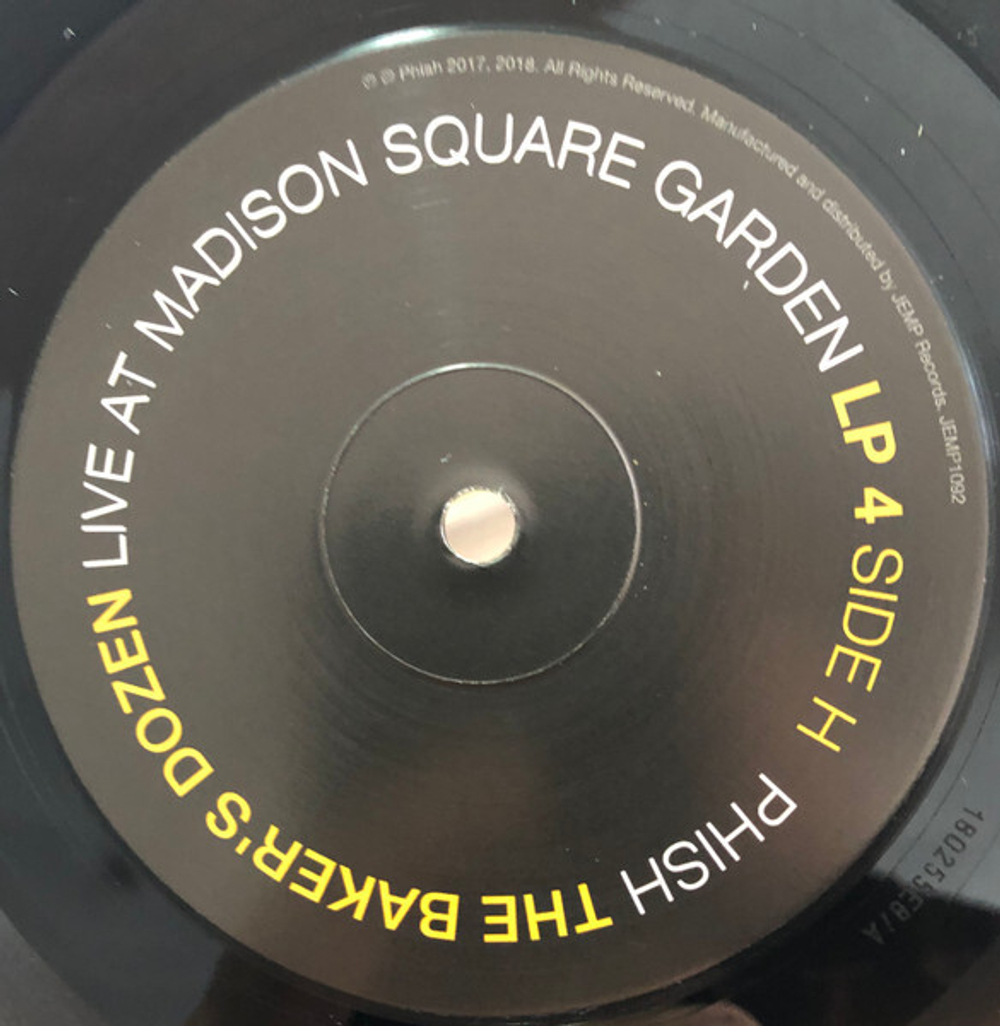 ℗ © Phish 2017, 2018. All Rights Reserved. Manufactured and distributed by JEMP Records. JEMP1092
PHISH THE BAKER'S DOZEN LIVE AT MADISON SQUARE GARDEN LP 4 SIDE H